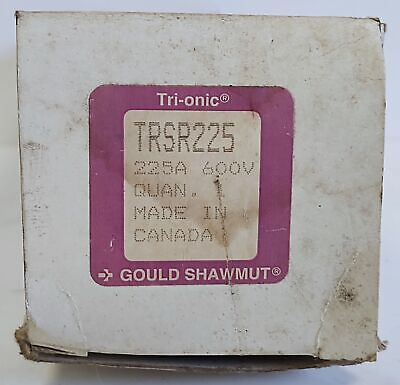 Tri-onic®
TRSR225
225A 600V
QUAN. 1
MADE IN
CANADA
GOULD SHAWMUT®